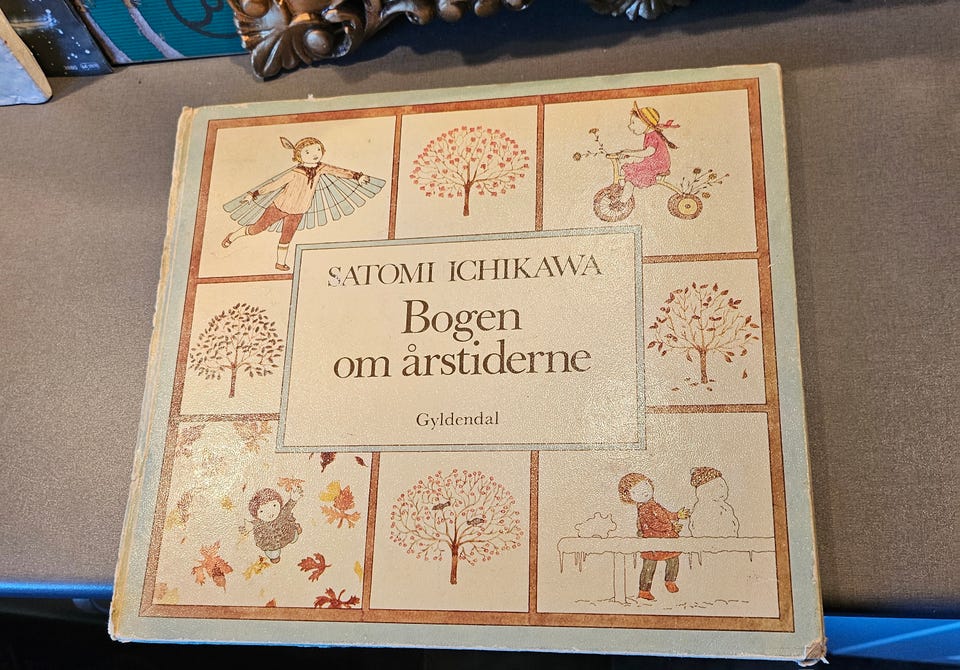 SATOMI ICHIKAWA
Bogen
om årstiderne
Gyldendal